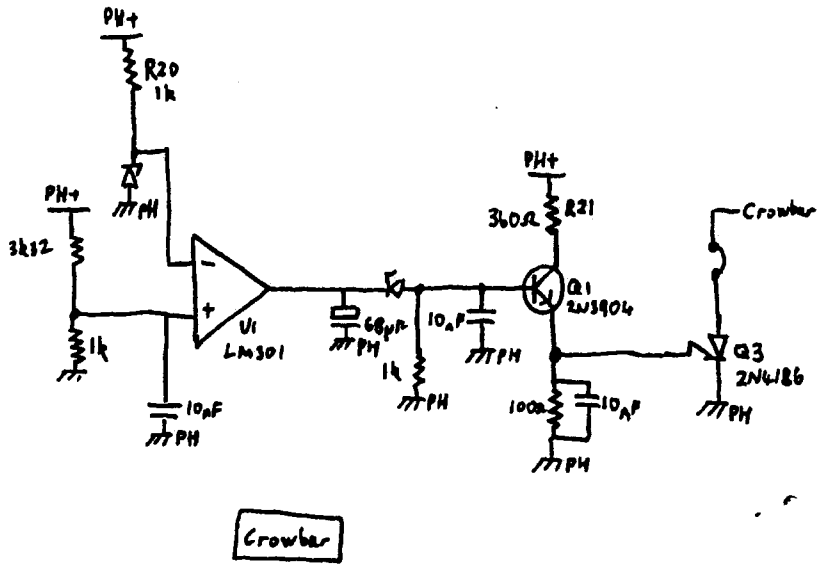 PH+
R20
1k
PH
PH+
3k32
1k
10nF
PH
-
+
U1
LM301
68µF
PH
1k
PH
10nF
PH
PH+
360Ω
R21
Q1
2N3904
100Ω
10nF
PH
Crowbar
Q3
2N4186
PH
Crowbar